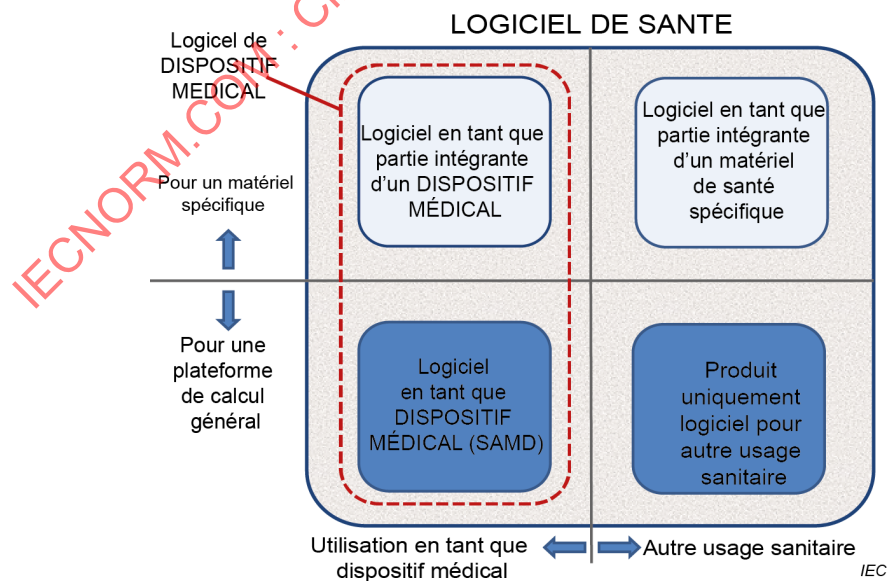 LOGICIEL DE SANTE
Logicel de
DISPOSITIF
MEDICAL
Logiciel en tant que
partie intégrante
d'un DISPOSITIF
MÉDICAL
Logiciel en tant que
partie intégrante
d'un matériel
de santé
spécifique
Pour un matériel
spécifique
Pour une
plateforme
de calcul
général
Logiciel
en tant que
DISPOSITIF
MÉDICAL (SAMD)
Produit
uniquement
logiciel pour
autre usage
sanitaire
Utilisation en tant que
dispositif médical
Autre usage sanitaire
IEC
IECNORM.COM :